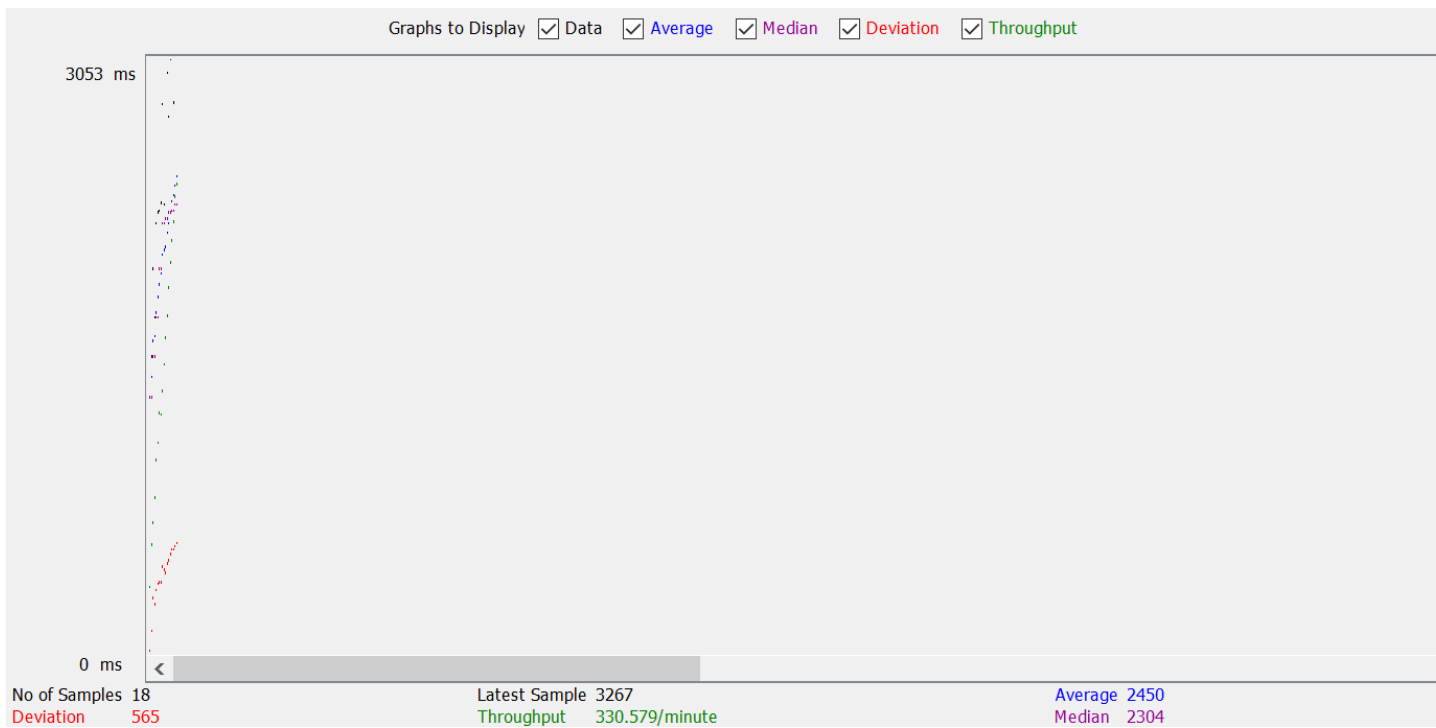 Graphs to Display Data Average Median Deviation Throughput
3053 ms
0 ms
No of Samples 18 Latest Sample 3267 Average 2450
Deviation 565 Throughput 330.579/minute Median 2304